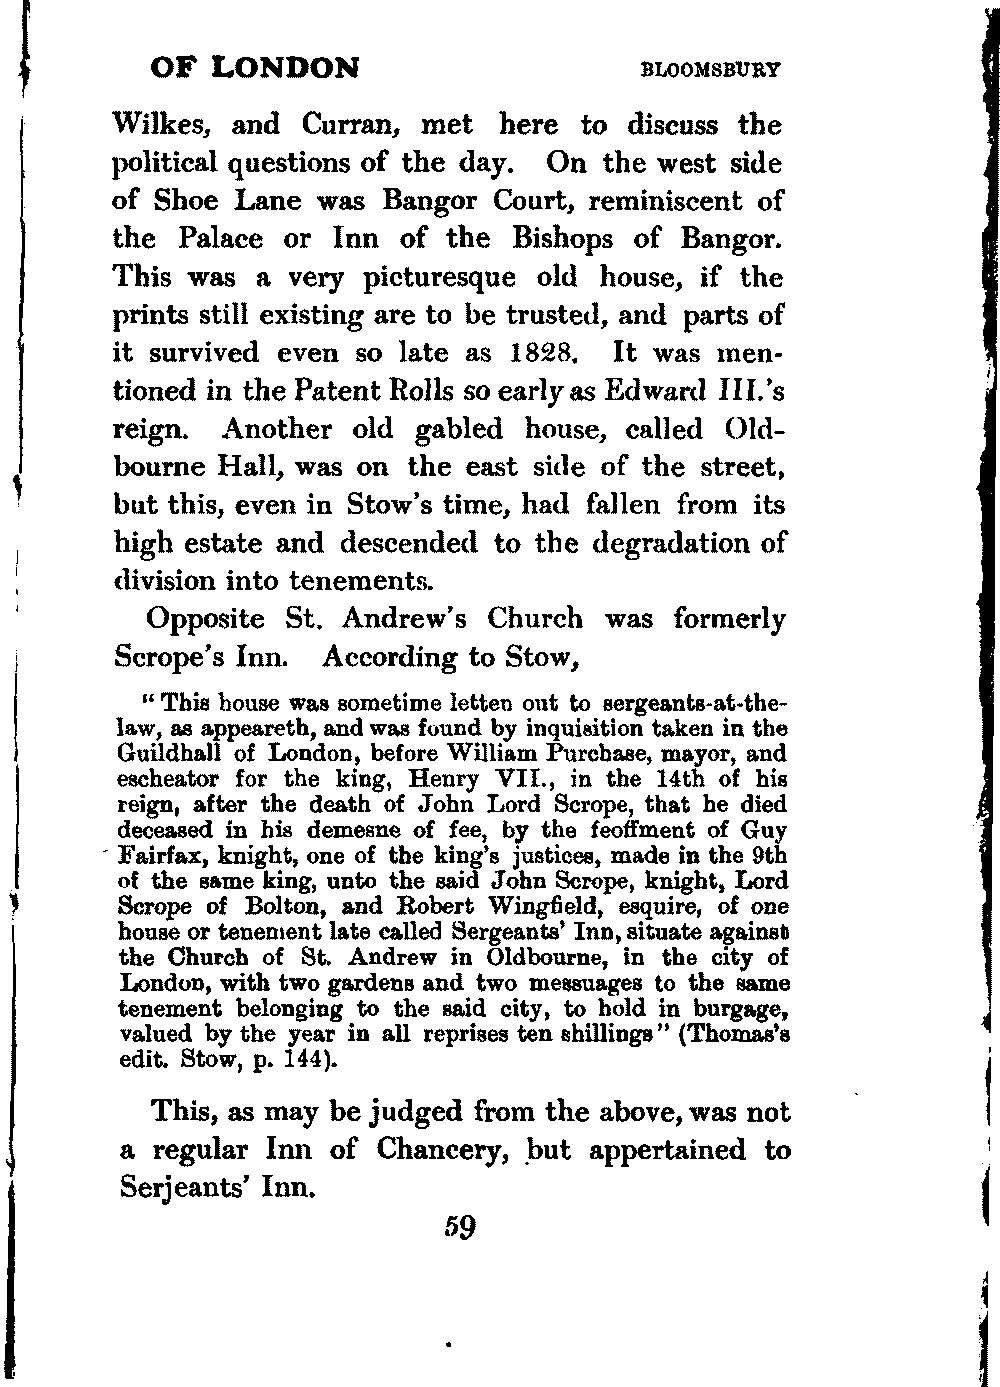 OF LONDON BLOOMSBURY
Wilkes, and Curran, met here to discuss the
political questions of the day. On the west side
of Shoe Lane was Bangor Court, reminiscent of
the Palace or Inn of the Bishops of Bangor.
This was a very picturesque old house, if the
prints still existing are to be trusted, and parts of
it survived even so late as 1828. It was men-
tioned in the Patent Rolls so early as Edward III.'s
reign. Another old gabled house, called Old-
bourne Hall, was on the east side of the street,
but this, even in Stow's time, had fallen from its
high estate and descended to the degradation of
division into tenements.
Opposite St. Andrew's Church was formerly
Scrope's Inn. According to Stow,
"This house was sometime letten out to sergeants-at-the-
law, as appeareth, and was found by inquisition taken in the
Guildhall of London, before William Purchase, mayor, and
escheator for the king, Henry VII., in the 14th of his
reign, after the death of John Lord Scrope, that he died
deceased in his demesne of fee, by the feoffment of Guy
Fairfax, knight, one of the king's justices, made in the 9th
of the same king, unto the said John Scrope, knight, Lord
Scrope of Bolton, and Robert Wingfield, esquire, of one
house or tenement late called Sergeants' Inn, situate against
the Church of St. Andrew in Oldbourne, in the city of
London, with two gardens and two messuages to the same
tenement belonging to the said city, to hold in burgage,
valued by the year in all reprises ten shillings" (Thomas's
edit. Stow, p. 144).
This, as may be judged from the above, was not
a regular Inn of Chancery, but appertained to
Serjeants' Inn.
59